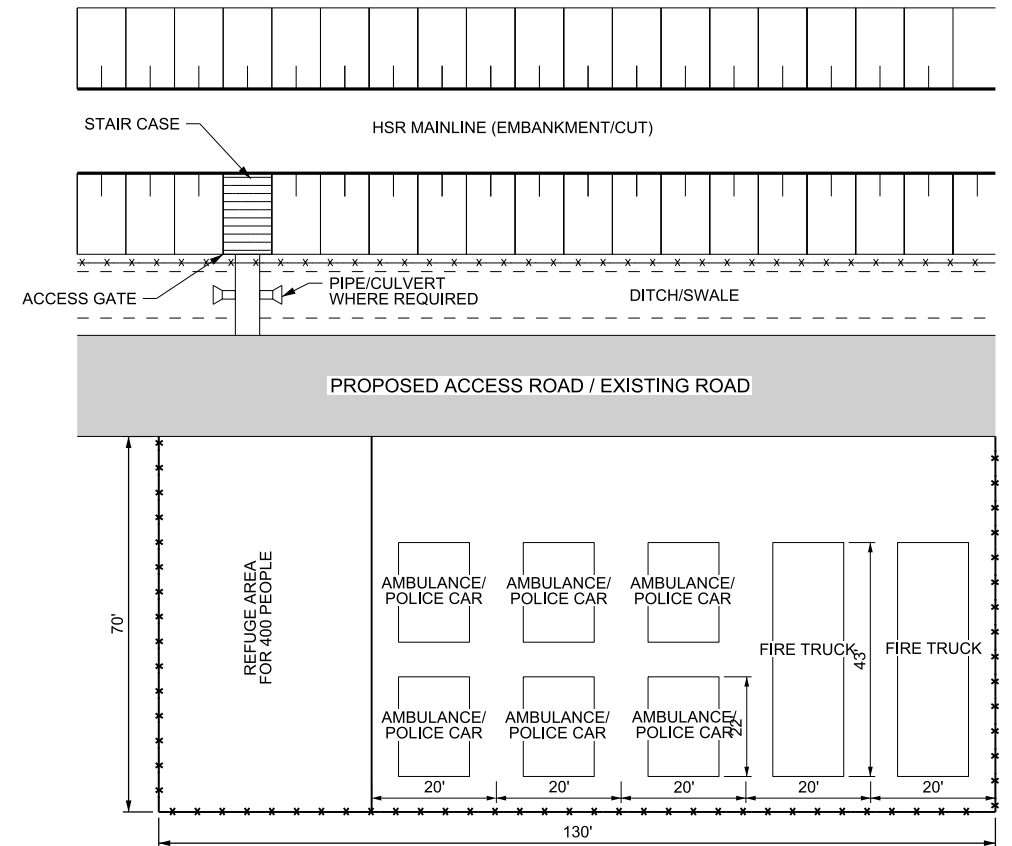 STAIR CASE
HSR MAINLINE (EMBANKMENT/CUT)
ACCESS GATE
PIPE/CULVERT
WHERE REQUIRED
DITCH/SWALE
PROPOSED ACCESS ROAD / EXISTING ROAD
70'
REFUGE AREA
FOR 400 PEOPLE
AMBULANCE/
POLICE CAR
AMBULANCE/
POLICE CAR
AMBULANCE/
POLICE CAR
FIRE TRUCK
43'
FIRE TRUCK
AMBULANCE/
POLICE CAR
AMBULANCE/
POLICE CAR
AMBULANCE/
POLICE CAR
22'
20'
20'
20'
20'
20'
130'